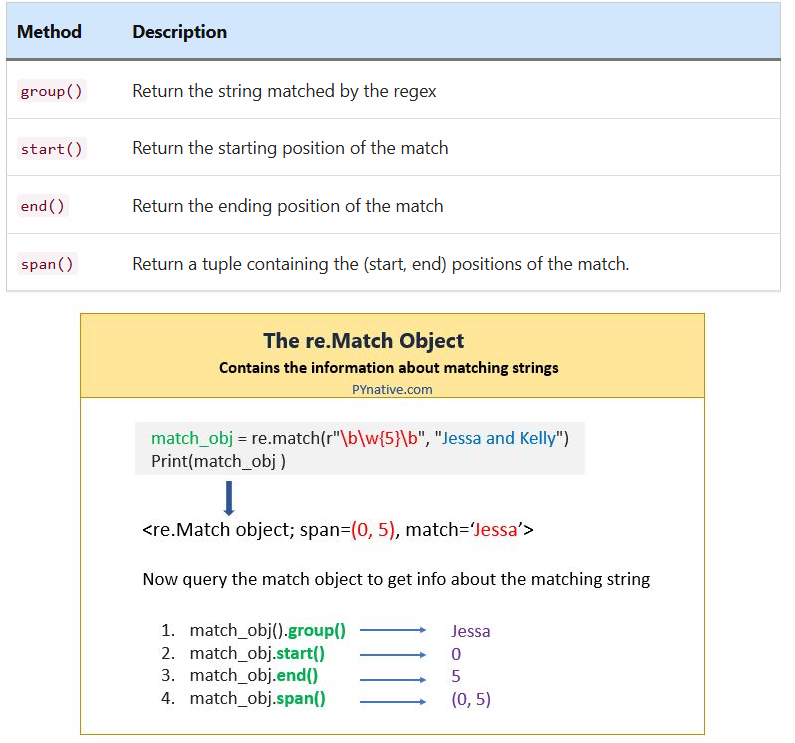 Method Description
group() Return the string matched by the regex
start() Return the starting position of the match
end() Return the ending position of the match
span() Return a tuple containing the (start, end) positions of the match.
The re.Match Object
Contains the information about matching strings
PYnative.com
match_obj = re.match(r"\b\w{5}\b", "Jessa and Kelly")
Print(match_obj )
<re.Match object; span=(0, 5), match=‘Jessa’>
Now query the match object to get info about the matching string
1. match_obj().group() Jessa
2. match_obj.start() 0
3. match_obj.end() 5
4. match_obj.span() (0, 5)